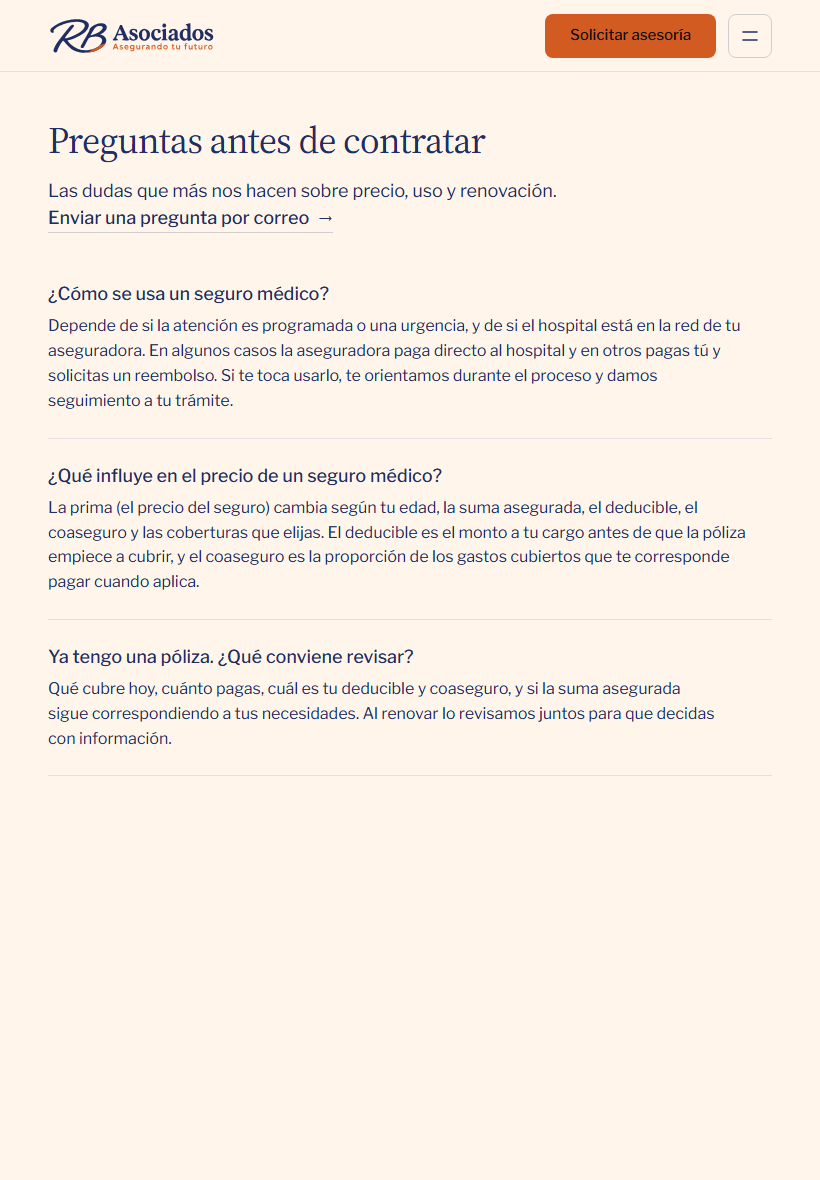 RB Asociados
Asegurando tu futuro
Solicitar asesoría
Preguntas antes de contratar
Las dudas que más nos hacen sobre precio, uso y renovación.
Enviar una pregunta por correo →
¿Cómo se usa un seguro médico?
Depende de si la atención es programada o una urgencia, y de si el hospital está en la red de tu
aseguradora. En algunos casos la aseguradora paga directo al hospital y en otros pagas tú y
solicitas un reembolso. Si te toca usarlo, te orientamos durante el proceso y damos
seguimiento a tu trámite.
¿Qué influye en el precio de un seguro médico?
La prima (el precio del seguro) cambia según tu edad, la suma asegurada, el deducible, el
coaseguro y las coberturas que elijas. El deducible es el monto a tu cargo antes de que la póliza
empiece a cubrir, y el coaseguro es la proporción de los gastos cubiertos que te corresponde
pagar cuando aplica.
Ya tengo una póliza. ¿Qué conviene revisar?
Qué cubre hoy, cuánto pagas, cuál es tu deducible y coaseguro, y si la suma asegurada
sigue correspondiendo a tus necesidades. Al renovar lo revisamos juntos para que decidas
con información.